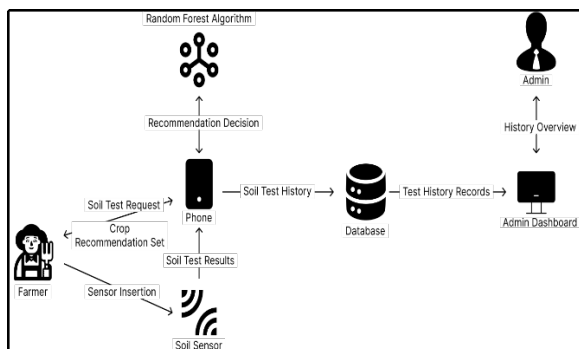 Random Forest Algorithm
Admin
Recommendation Decision
History Overview
Soil Test Request
Phone
Soil Test History
Database
Test History Records
Admin Dashboard
Crop
Recommendation Set
Soil Test Results
Farmer
Sensor Insertion
Soil Sensor